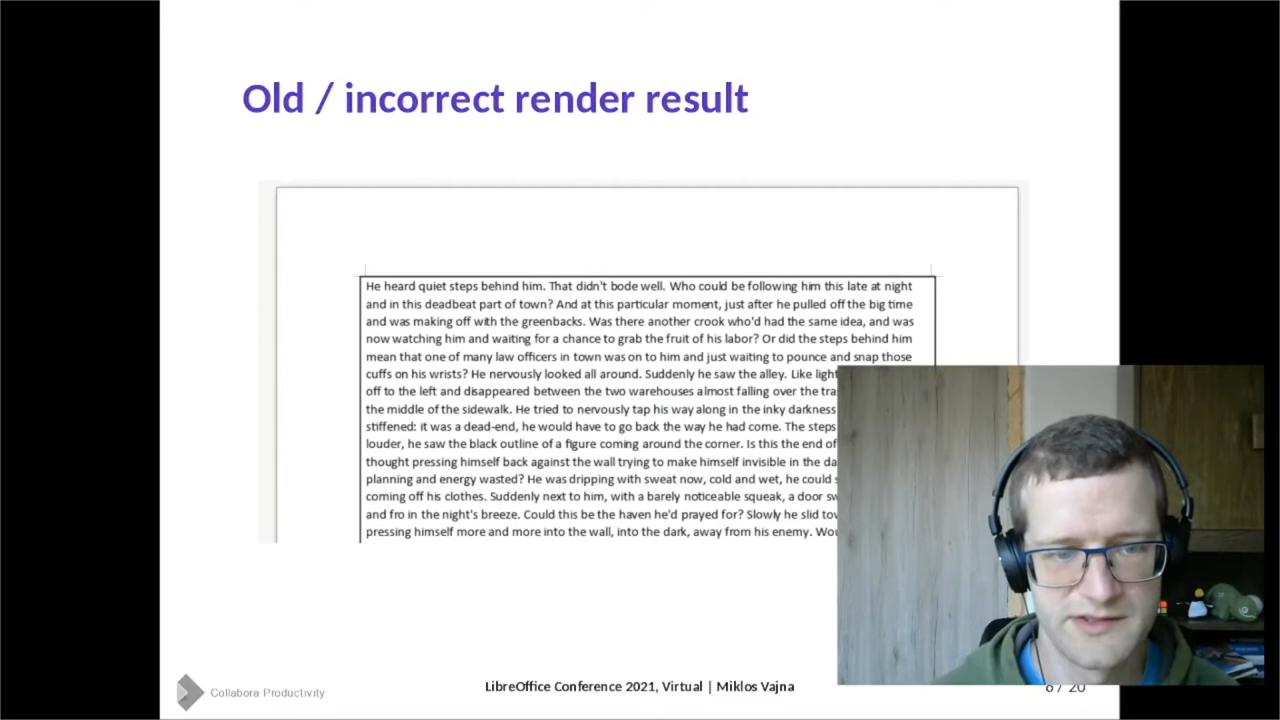 Old / incorrect render result
He heard quiet steps behind him. That didn't bode well. Who could be following him this late at night
and in this deadbeat part of town? And at this particular moment, just after he pulled off the big time
and was making off with the greenbacks. Was there another crook who'd had the same idea, and was
now watching him and waiting for a chance to grab the fruit of his labor? Or did the steps behind him
mean that one of many law officers in town was on to him and just waiting to pounce and snap those
cuffs on his wrists? He nervously looked all around. Suddenly he saw the alley. Like light
off to the left and disappeared between the two warehouses almost falling over the tra
the middle of the sidewalk. He tried to nervously tap his way along in the inky darkness
stiffened: it was a dead-end, he would have to go back the way he had come. The steps
louder, he saw the black outline of a figure coming around the corner. Is this the end of
thought pressing himself back against the wall trying to make himself invisible in the da
planning and energy wasted? He was dripping with sweat now, cold and wet, he could s
coming off his clothes. Suddenly next to him, with a barely noticeable squeak, a door sw
and fro in the night's breeze. Could this be the haven he'd prayed for? Slowly he slid tow
pressing himself more and more into the wall, into the dark, away from his enemy. Wou
Collabora Productivity
LibreOffice Conference 2021, Virtual | Miklos Vajna
/ 20